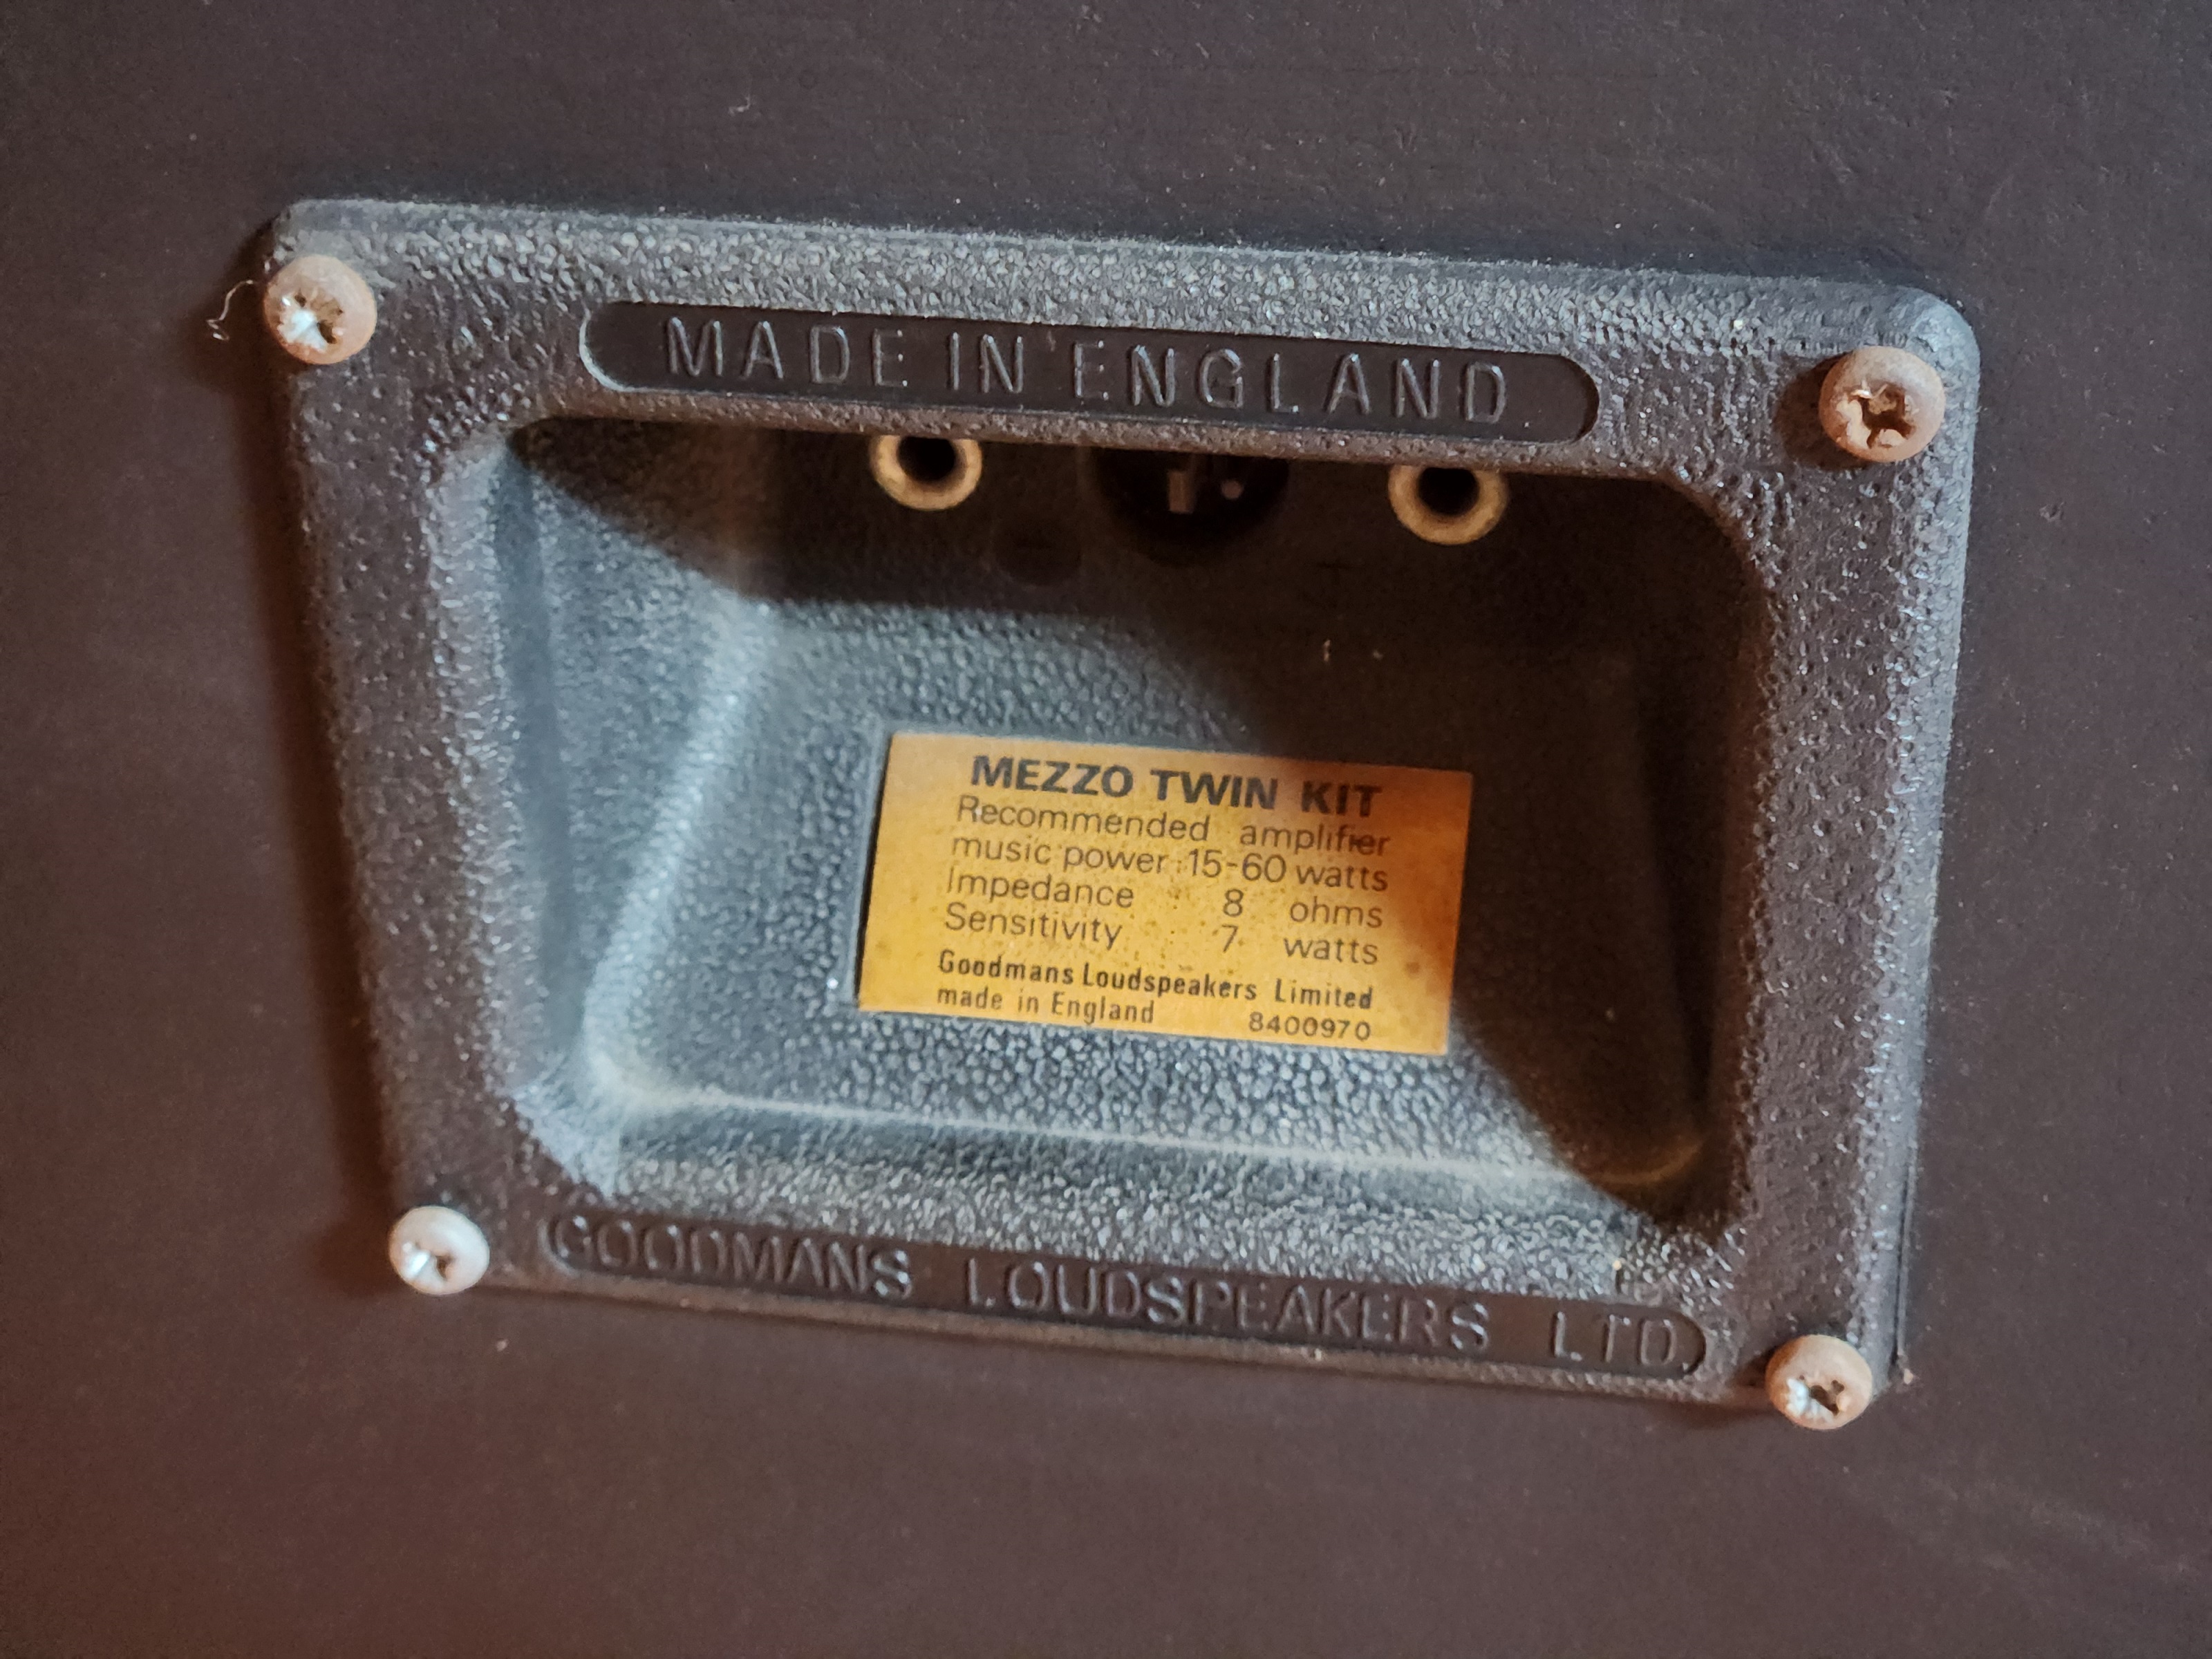 MADE IN ENGLAND
MEZZO TWIN KIT
Recommended amplifier
music power : 15-60 watts
Impedance : 8 ohms
Sensitivity : 7 watts
Goodmans Loudspeakers Limited
made in England 8400970
GOODMANS LOUDSPEAKERS LTD.